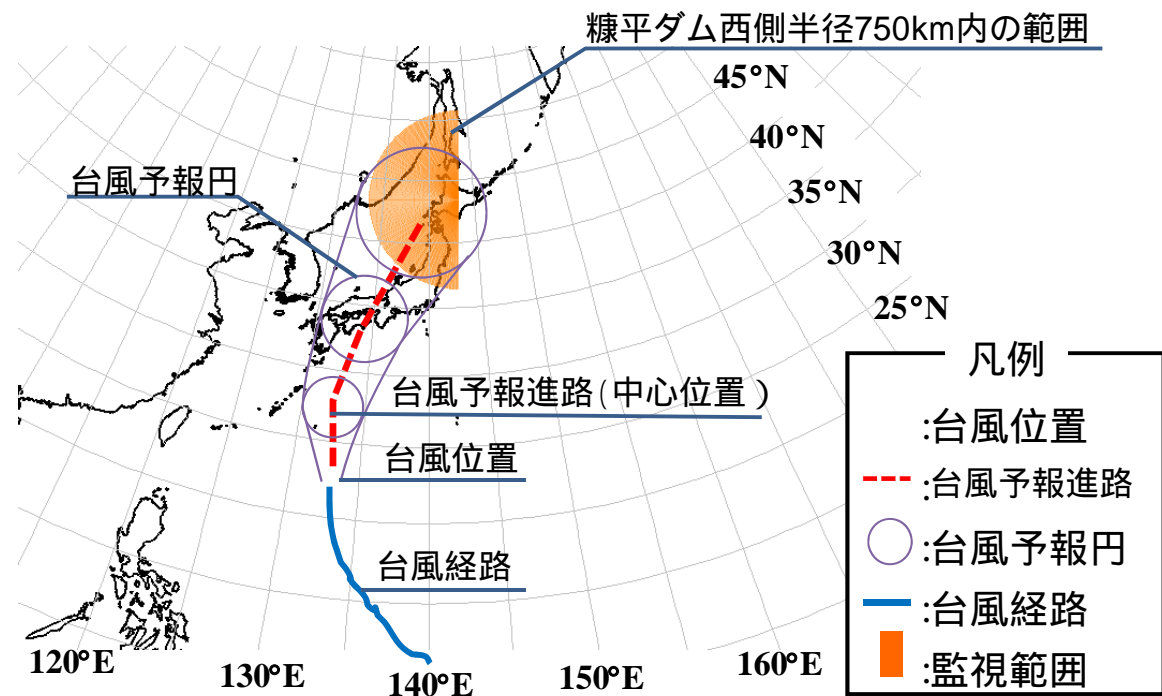 糠平ダム西側半径750km内の範囲
45°N
40°N
台風予報円
35°N
30°N
25°N
凡例
台風予報進路(中心位置)
:台風位置
台風位置
:台風予報進路
:台風予報円
台風経路
:台風経路
:監視範囲
120°E
130°E
140°E
150°E
160°E